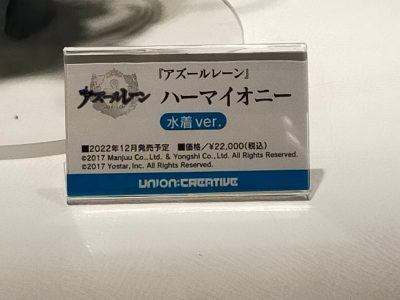 『アズールレーン』
アズールレーン
ハーマイオニー
水着ver.
■2022年12月発売予定 ■価格/¥22,000(税込)
©2017 Manjuu Co., Ltd. & Yongshi Co., Ltd. All Rights Reserved.
©2017 Yostar, Inc. All Rights Reserved.
UNION:CREATIVE